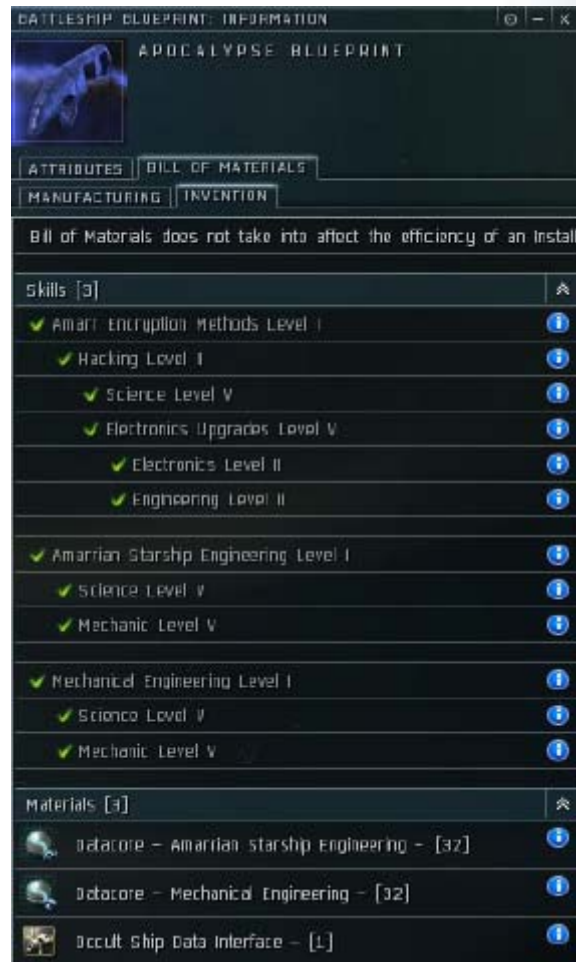 BATTLESHIP BLUEPRINT: INFORMATION
APOCALYPSE BLUEPRINT
ATTRIBUTES BILL OF MATERIALS
MANUFACTURING INVENTION
Bill of Materials does not take into affect the efficiency of an Install
Skills [3]
Amarr Encryption Methods Level I
Hacking Level II
Science Level V
Electronics Upgrades Level V
Electronics Level II
Engineering Level II
Amarrian Starship Engineering Level I
Science Level V
Mechanic Level V
Mechanical Engineering Level I
Science Level V
Mechanic Level V
Materials [3]
Datacore - Amarrian Starship Engineering - [32]
Datacore - Mechanical Engineering - [32]
Occult Ship Data Interface - [1]